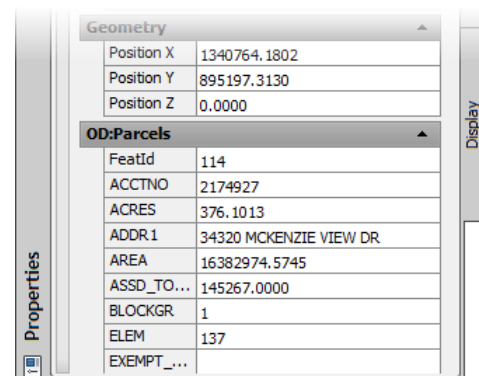 Geometry
Position X 1340764.1802
Position Y 895197.3130
Position Z 0.0000
OD:Parcels
FeatId 114
ACCTNO 2174927
ACRES 376.1013
ADDR1 34320 MCKENZIE VIEW DR
AREA 16382974.5745
ASSD_TO... 145267.0000
BLOCKGR 1
ELEM 137
EXEMPT_...
Properties
Display